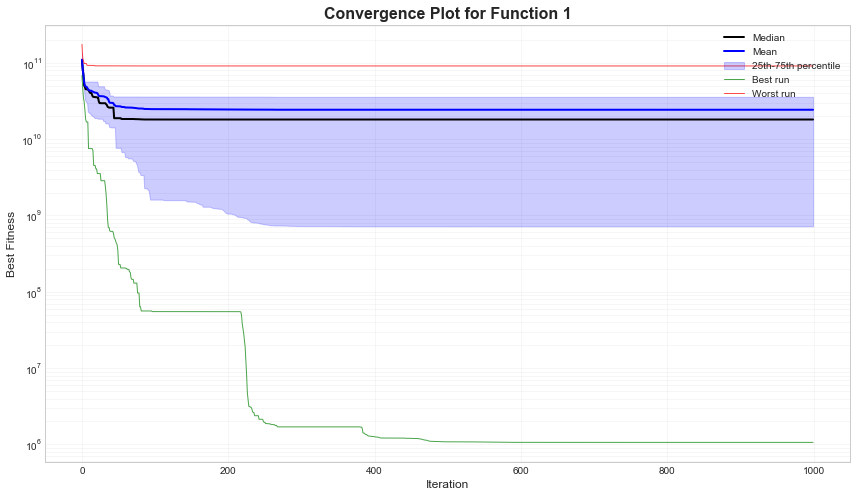 Convergence Plot for Function 1
Median
Mean
25th-75th percentile
Best run
Worst run
Best Fitness
10^11
10^10
10^9
10^8
10^7
10^6
0 200 400 600 800 1000
Iteration